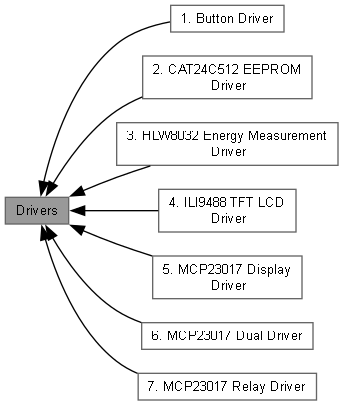 1. Button Driver
2. CAT24C512 EEPROM
Driver
3. HLW8032 Energy Measurement
Driver
Drivers
4. ILI9488 TFT LCD
Driver
5. MCP23017 Display
Driver
6. MCP23017 Dual Driver
7. MCP23017 Relay Driver